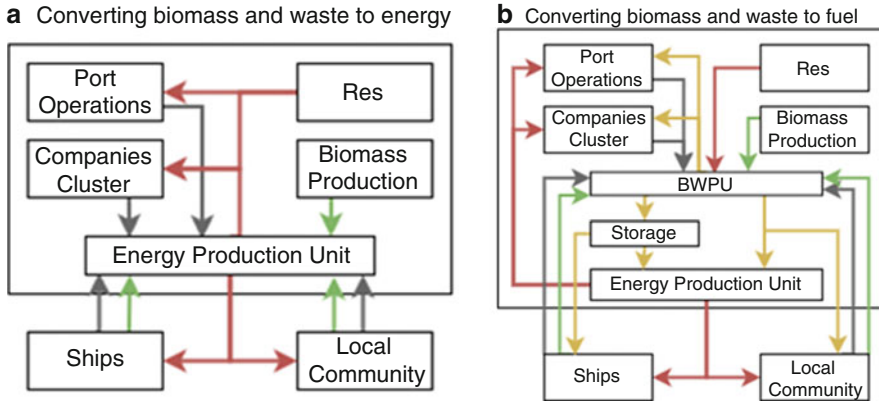 a Converting biomass and waste to energy
Port
Operations
Res
Companies
Cluster
Biomass
Production
Energy Production Unit
Ships
Local
Community
b Converting biomass and waste to fuel
Port
Operations
Res
Companies
Cluster
Biomass
Production
BWPU
Storage
Energy Production Unit
Ships
Local
Community